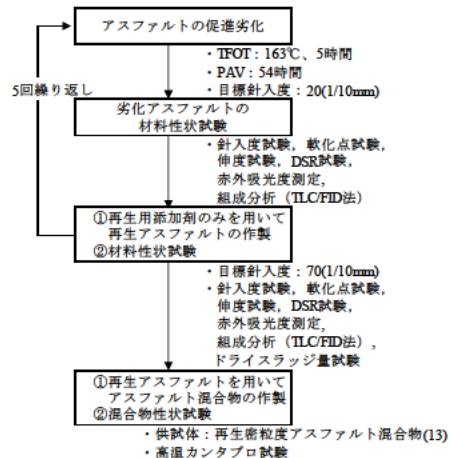 アスファルトの促進劣化
・TFOT：163℃、5時間
・PAV：54時間
・目標針入度：20(1/10mm)
5回繰り返し
劣化アスファルトの
材料性状試験
・針入度試験，軟化点試験，
伸度試験，DSR試験，
赤外吸光度測定，
組成分析（TLC/FID法）
①再生用添加剤のみを用いて
再生アスファルトの作製
②材料性状試験
・目標針入度：70(1/10mm)
・針入度試験，軟化点試験，
伸度試験，DSR試験，
赤外吸光度測定，
組成分析（TLC/FID法），
ドライスラッジ量試験
①再生アスファルトを用いて
アスファルト混合物の作製
②混合物性状試験
・供試体：再生密粒度アスファルト混合物(13)
・高温カンタブロ試験